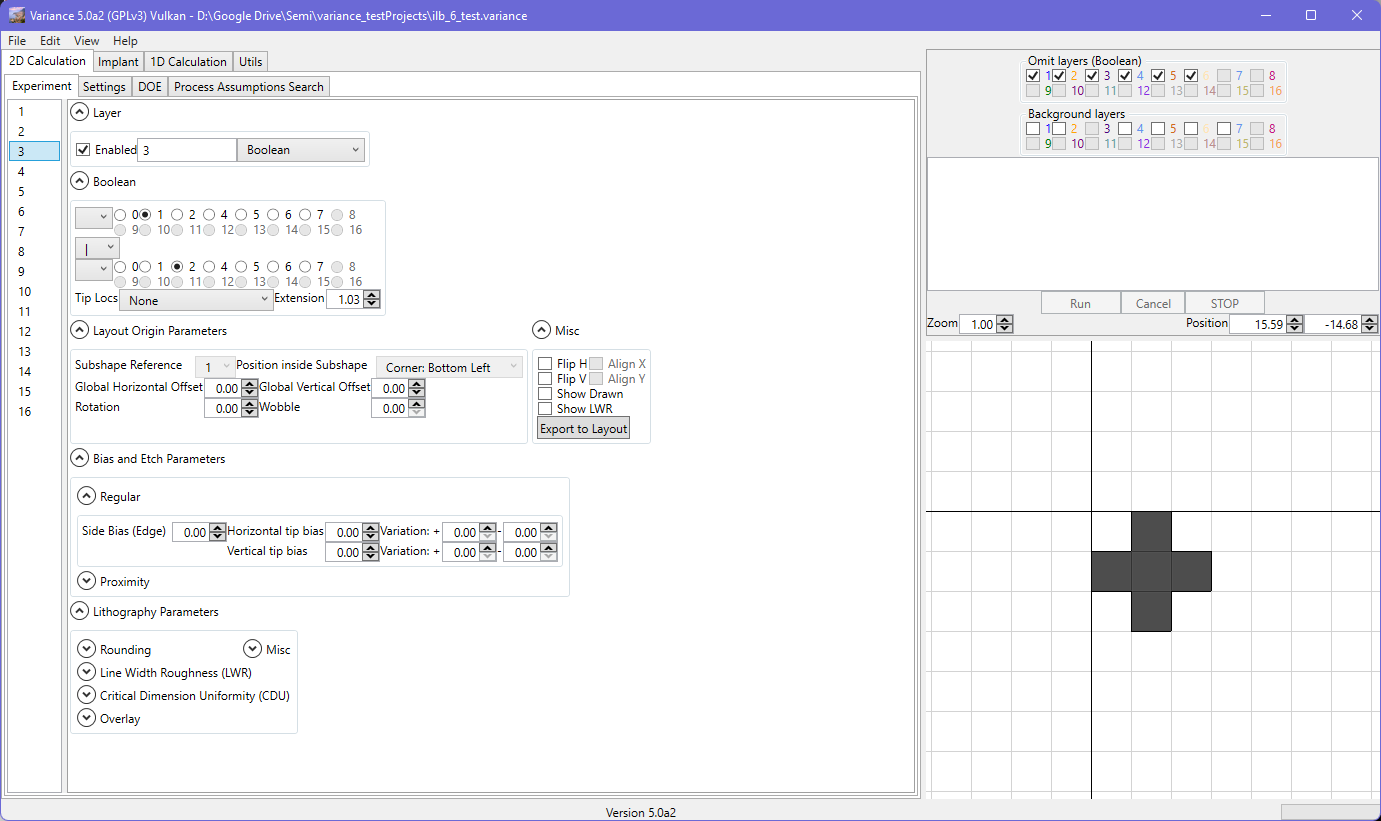 Variance 5.0a2 (GPLv3) Vulkan - D:\Google Drive\Semi\variance_testProjects\ilb_6_test.variance
File Edit View Help
2D Calculation Implant 1D Calculation Utils
Experiment Settings DOE Process Assumptions Search
1
2
3
4
5
6
7
8
9
10
11
12
13
14
15
16
Layer
Enabled 3 Boolean
Boolean
0 1 2 4 5 6 7 8
9 10 11 12 13 14 15 16
|
0 1 2 4 5 6 7 8
9 10 11 12 13 14 15 16
Tip Locs None Extension 1.03
Layout Origin Parameters
Subshape Reference 1 Position inside Subshape Corner: Bottom Left
Global Horizontal Offset 0.00 Global Vertical Offset 0.00
Rotation 0.00 Wobble 0.00
Misc
Flip H Align X
Flip V Align Y
Show Drawn
Show LWR
Export to Layout
Bias and Etch Parameters
Regular
Side Bias (Edge) 0.00 Horizontal tip bias 0.00 Variation: + 0.00 - 0.00
Vertical tip bias 0.00 Variation: + 0.00 - 0.00
Proximity
Lithography Parameters
Rounding Misc
Line Width Roughness (LWR)
Critical Dimension Uniformity (CDU)
Overlay
Omit layers (Boolean)
1 2 3 4 5 6 7 8
9 10 11 12 13 14 15 16
Background layers
1 2 3 4 5 6 7 8
9 10 11 12 13 14 15 16
Run Cancel STOP
Zoom 1.00 Position 15.59 -14.68
Version 5.0a2